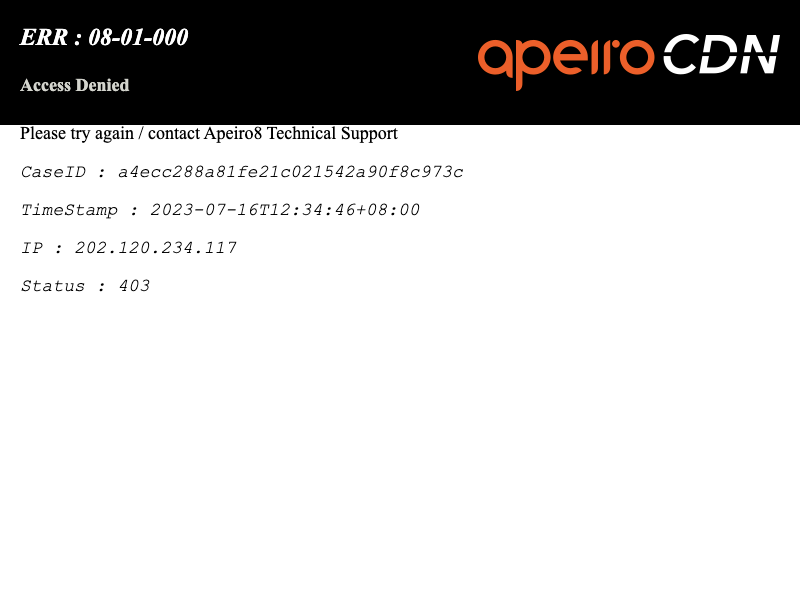 ERR : 08-01-000
apeiro CDN
Access Denied
Please try again / contact Apeiro8 Technical Support
CaseID : a4ecc288a81fe21c021542a90f8c973c
TimeStamp : 2023-07-16T12:34:46+08:00
IP : 202.120.234.117
Status : 403